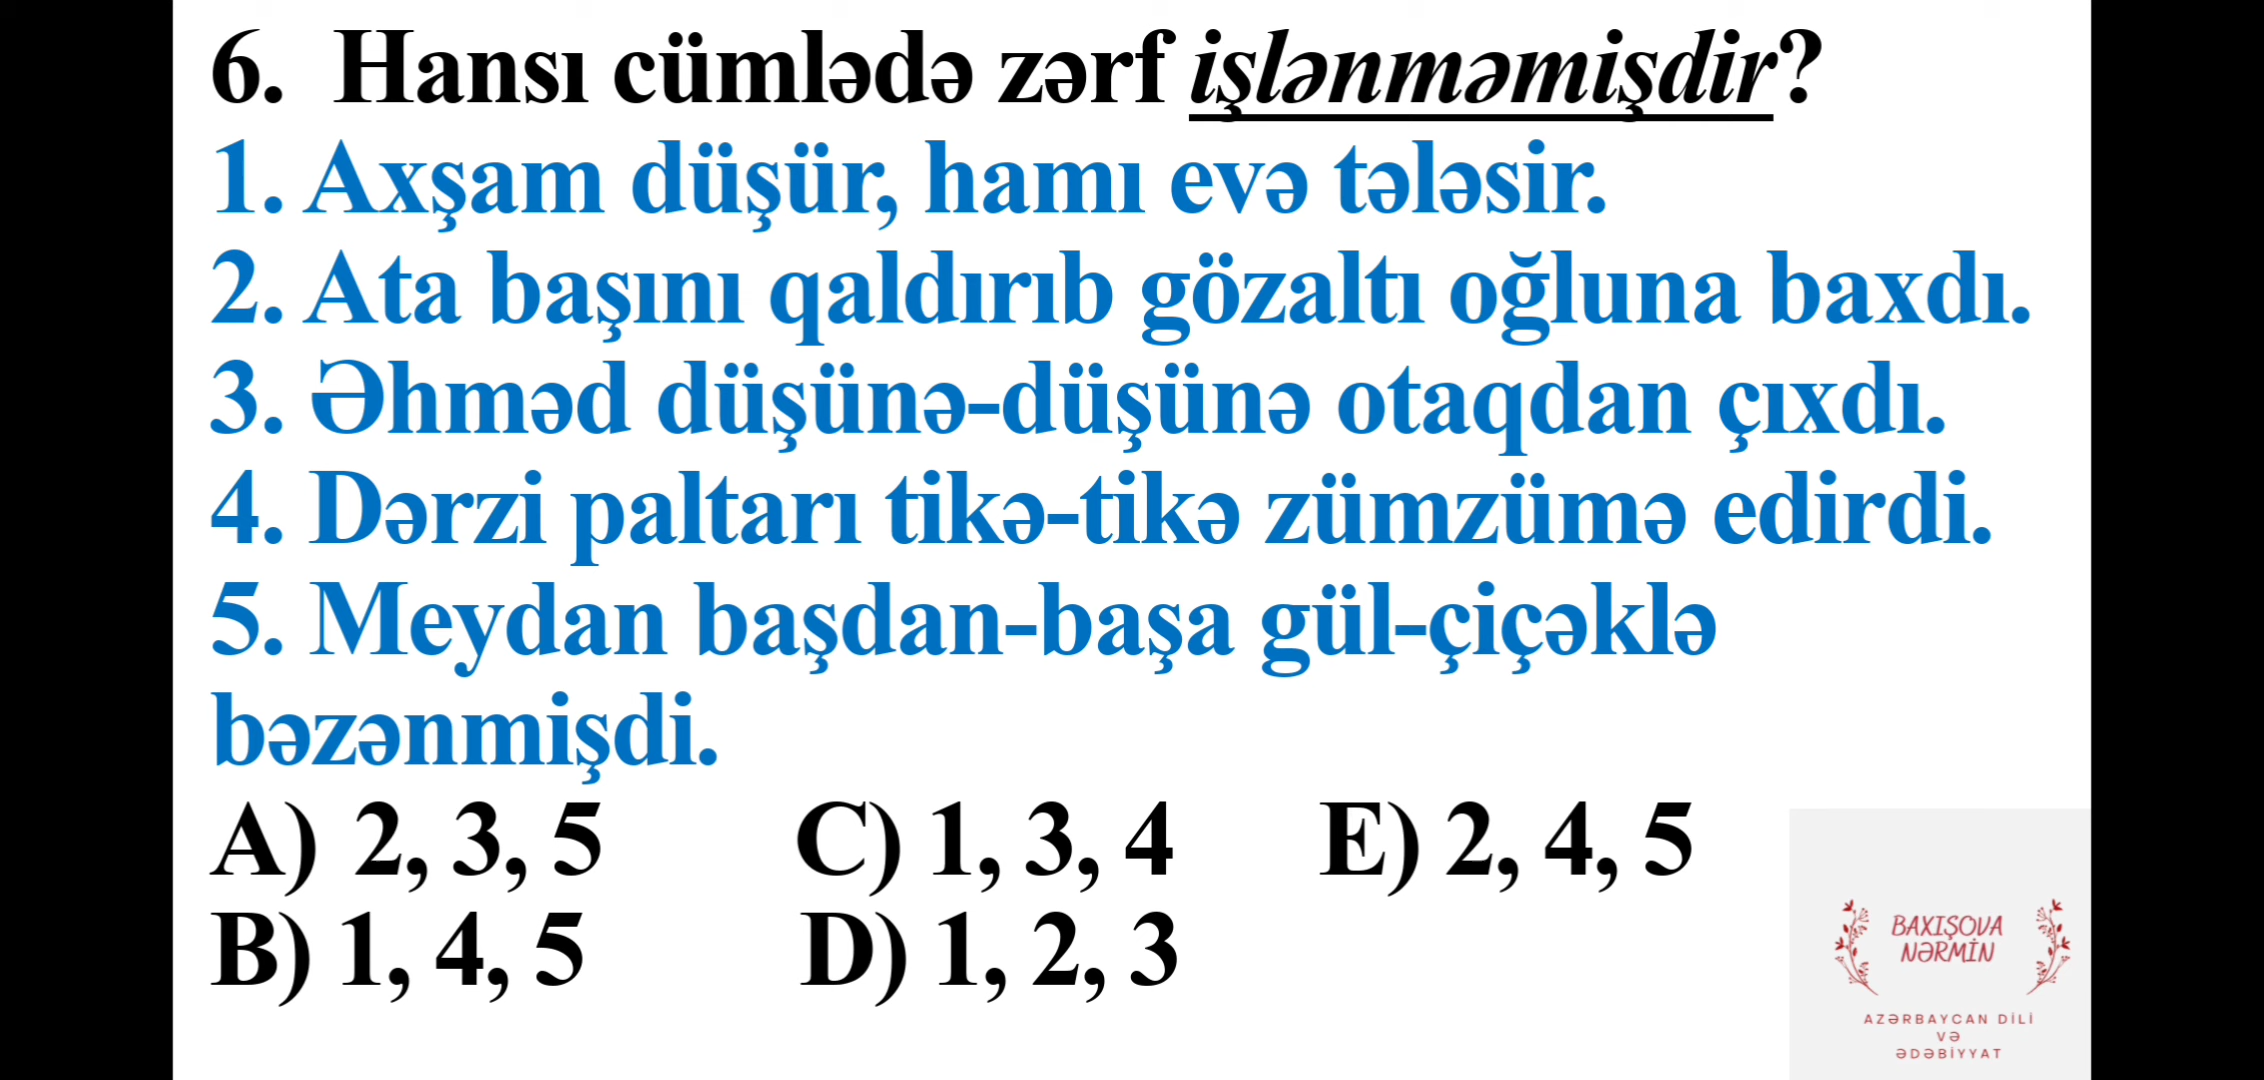 6. Hansı cümlədə zərf işlənməmişdir?
1. Axşam düşür, hamı evə tələsir.
2. Ata başını qaldırıb gözaltı oğluna baxdı.
3. Əhməd düşünə-düşünə otaqdan çıxdı.
4. Dərzi paltarı tikə-tikə zümzümə edirdi.
5. Meydan başdan-başa gül-çiçəklə
bəzənmişdi.
A) 2, 3, 5 C) 1, 3, 4 E) 2, 4, 5
B) 1, 4, 5 D) 1, 2, 3
BAXIŞOVA
NƏRMİN
AZƏRBAYCAN DİLİ
VƏ
ƏDƏBİYYAT